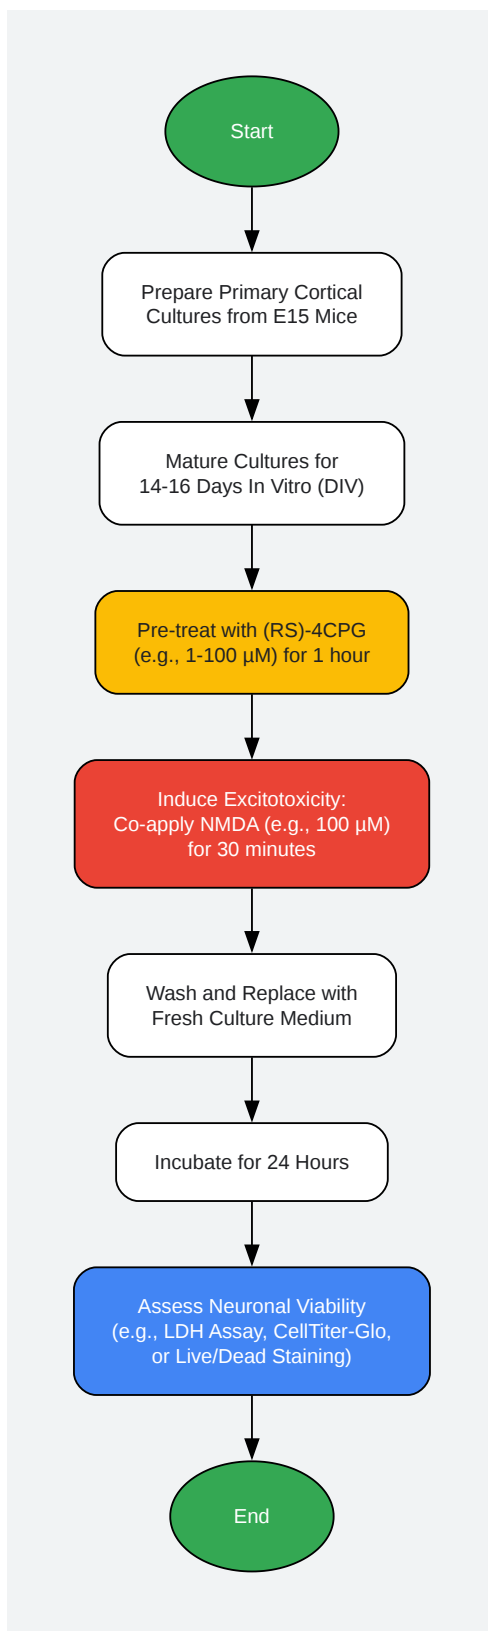 Start
Prepare Primary Cortical
Cultures from E15 Mice
Mature Cultures for
14-16 Days In Vitro (DIV)
Pre-treat with (RS)-4CPG
(e.g., 1-100 µM) for 1 hour
Induce Excitotoxicity:
Co-apply NMDA (e.g., 100 µM)
for 30 minutes
Wash and Replace with
Fresh Culture Medium
Incubate for 24 Hours
Assess Neuronal Viability
(e.g., LDH Assay, CellTiter-Glo,
or Live/Dead Staining)
End